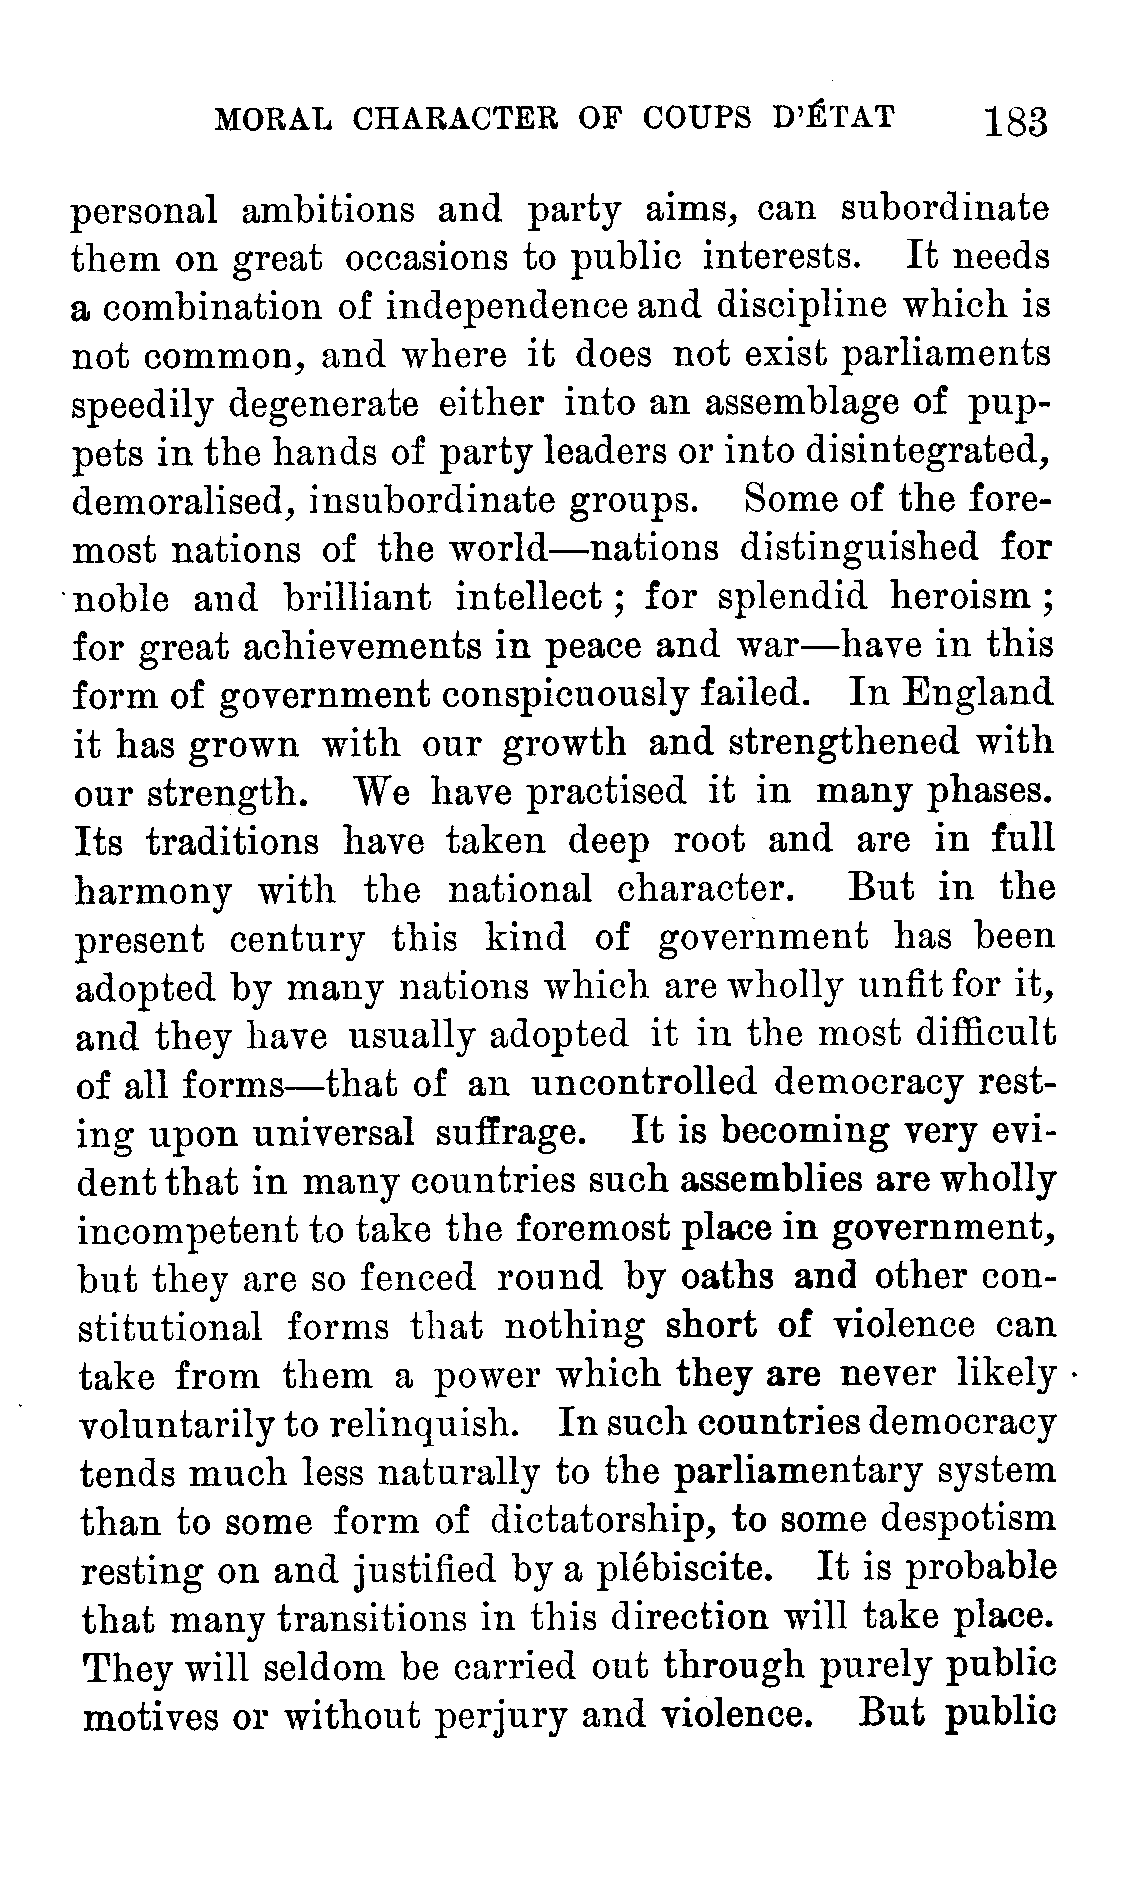 MORAL CHARACTER OF COUPS D'ÉTAT 183
personal ambitions and party aims, can subordinate
them on great occasions to public interests. It needs
a combination of independence and discipline which is
not common, and where it does not exist parliaments
speedily degenerate either into an assemblage of pup-
pets in the hands of party leaders or into disintegrated,
demoralised, insubordinate groups. Some of the fore-
most nations of the world—nations distinguished for
noble and brilliant intellect ; for splendid heroism ;
for great achievements in peace and war—have in this
form of government conspicuously failed. In England
it has grown with our growth and strengthened with
our strength. We have practised it in many phases.
Its traditions have taken deep root and are in full
harmony with the national character. But in the
present century this kind of government has been
adopted by many nations which are wholly unfit for it,
and they have usually adopted it in the most difficult
of all forms—that of an uncontrolled democracy rest-
ing upon universal suffrage. It is becoming very evi-
dent that in many countries such assemblies are wholly
incompetent to take the foremost place in government,
but they are so fenced round by oaths and other con-
stitutional forms that nothing short of violence can
take from them a power which they are never likely
voluntarily to relinquish. In such countries democracy
tends much less naturally to the parliamentary system
than to some form of dictatorship, to some despotism
resting on and justified by a plébiscite. It is probable
that many transitions in this direction will take place.
They will seldom be carried out through purely public
motives or without perjury and violence. But public